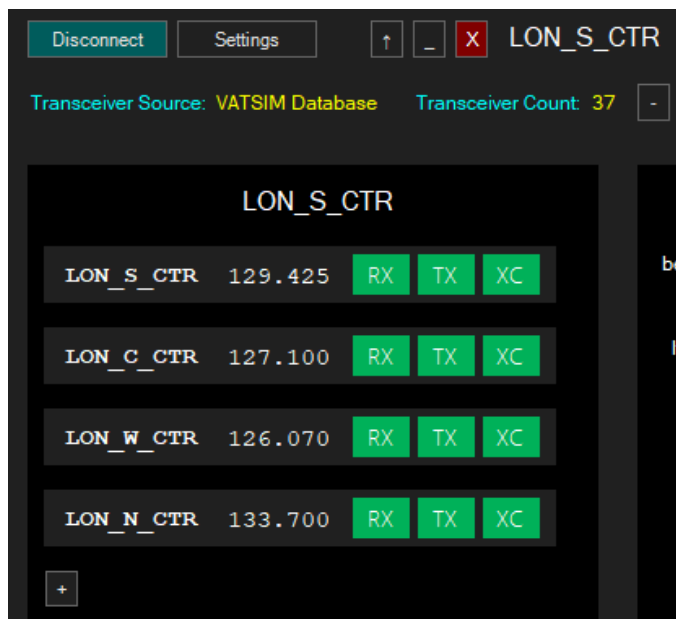 Disconnect Settings ↑ _ X LON_S_CTR
Transceiver Source: VATSIM Database Transceiver Count: 37 -
LON_S_CTR
LON_S_CTR 129.425 RX TX XC
LON_C_CTR 127.100 RX TX XC
LON_W_CTR 126.070 RX TX XC
LON_N_CTR 133.700 RX TX XC
+